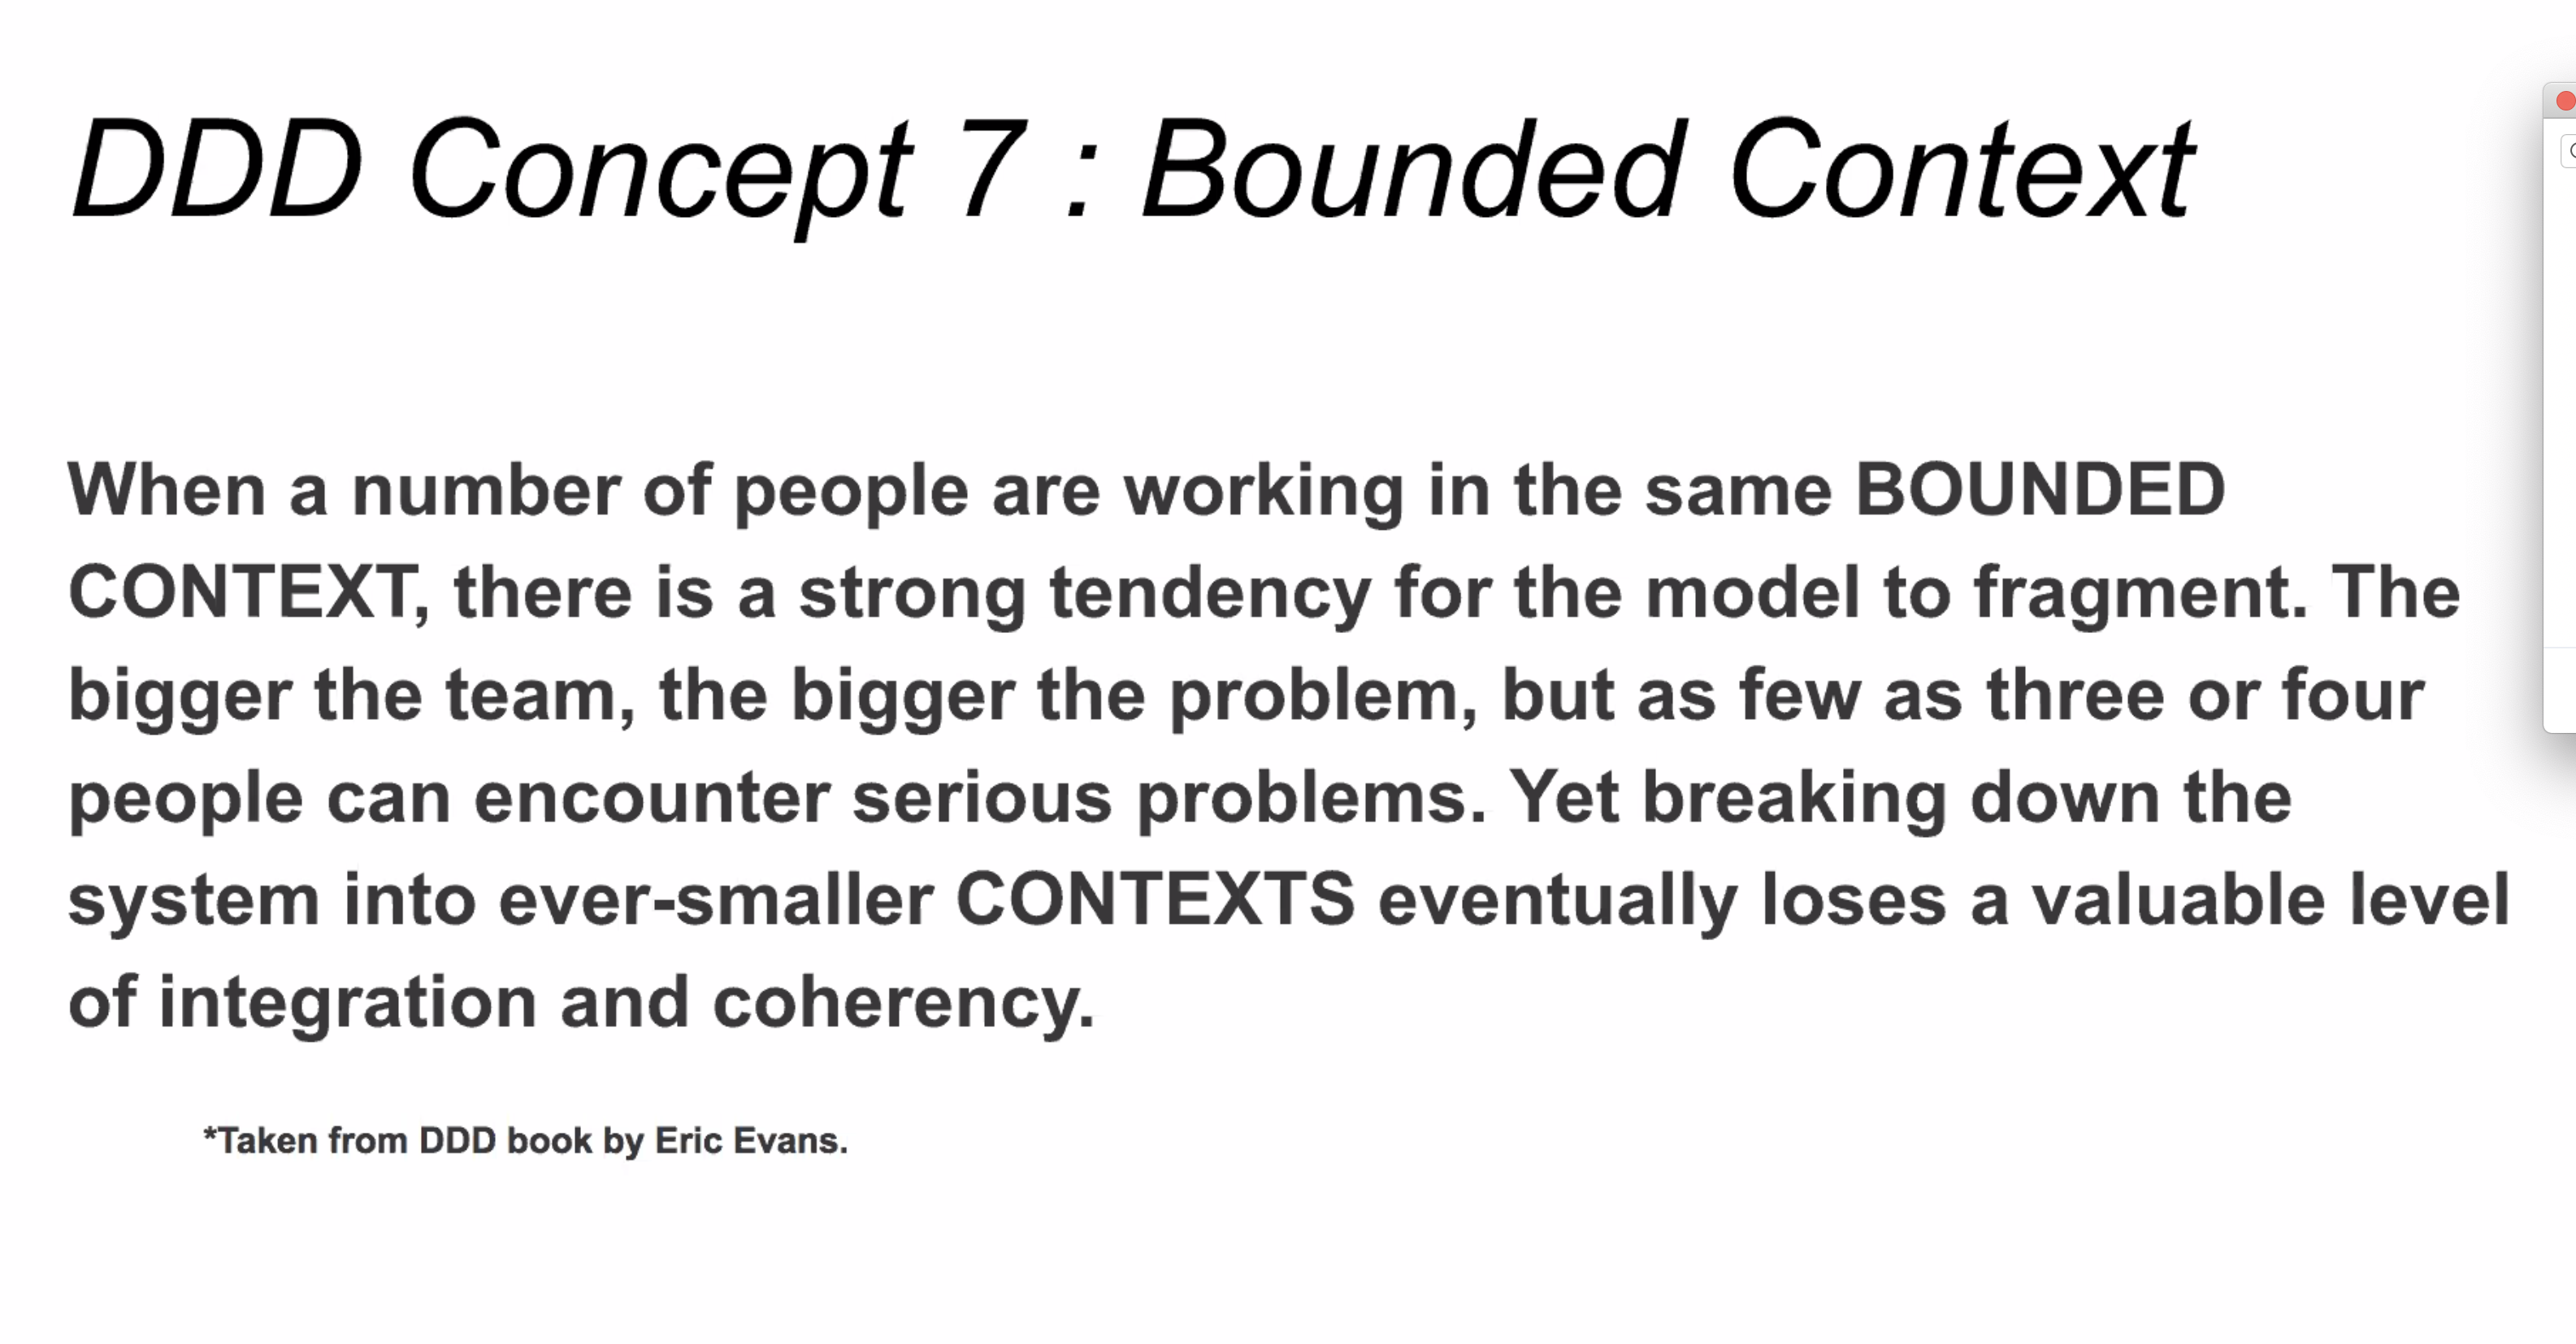 DDD Concept 7 : Bounded Context
When a number of people are working in the same BOUNDED
CONTEXT, there is a strong tendency for the model to fragment. The
bigger the team, the bigger the problem, but as few as three or four
people can encounter serious problems. Yet breaking down the
system into ever-smaller CONTEXTS eventually loses a valuable level
of integration and coherency.
*Taken from DDD book by Eric Evans.